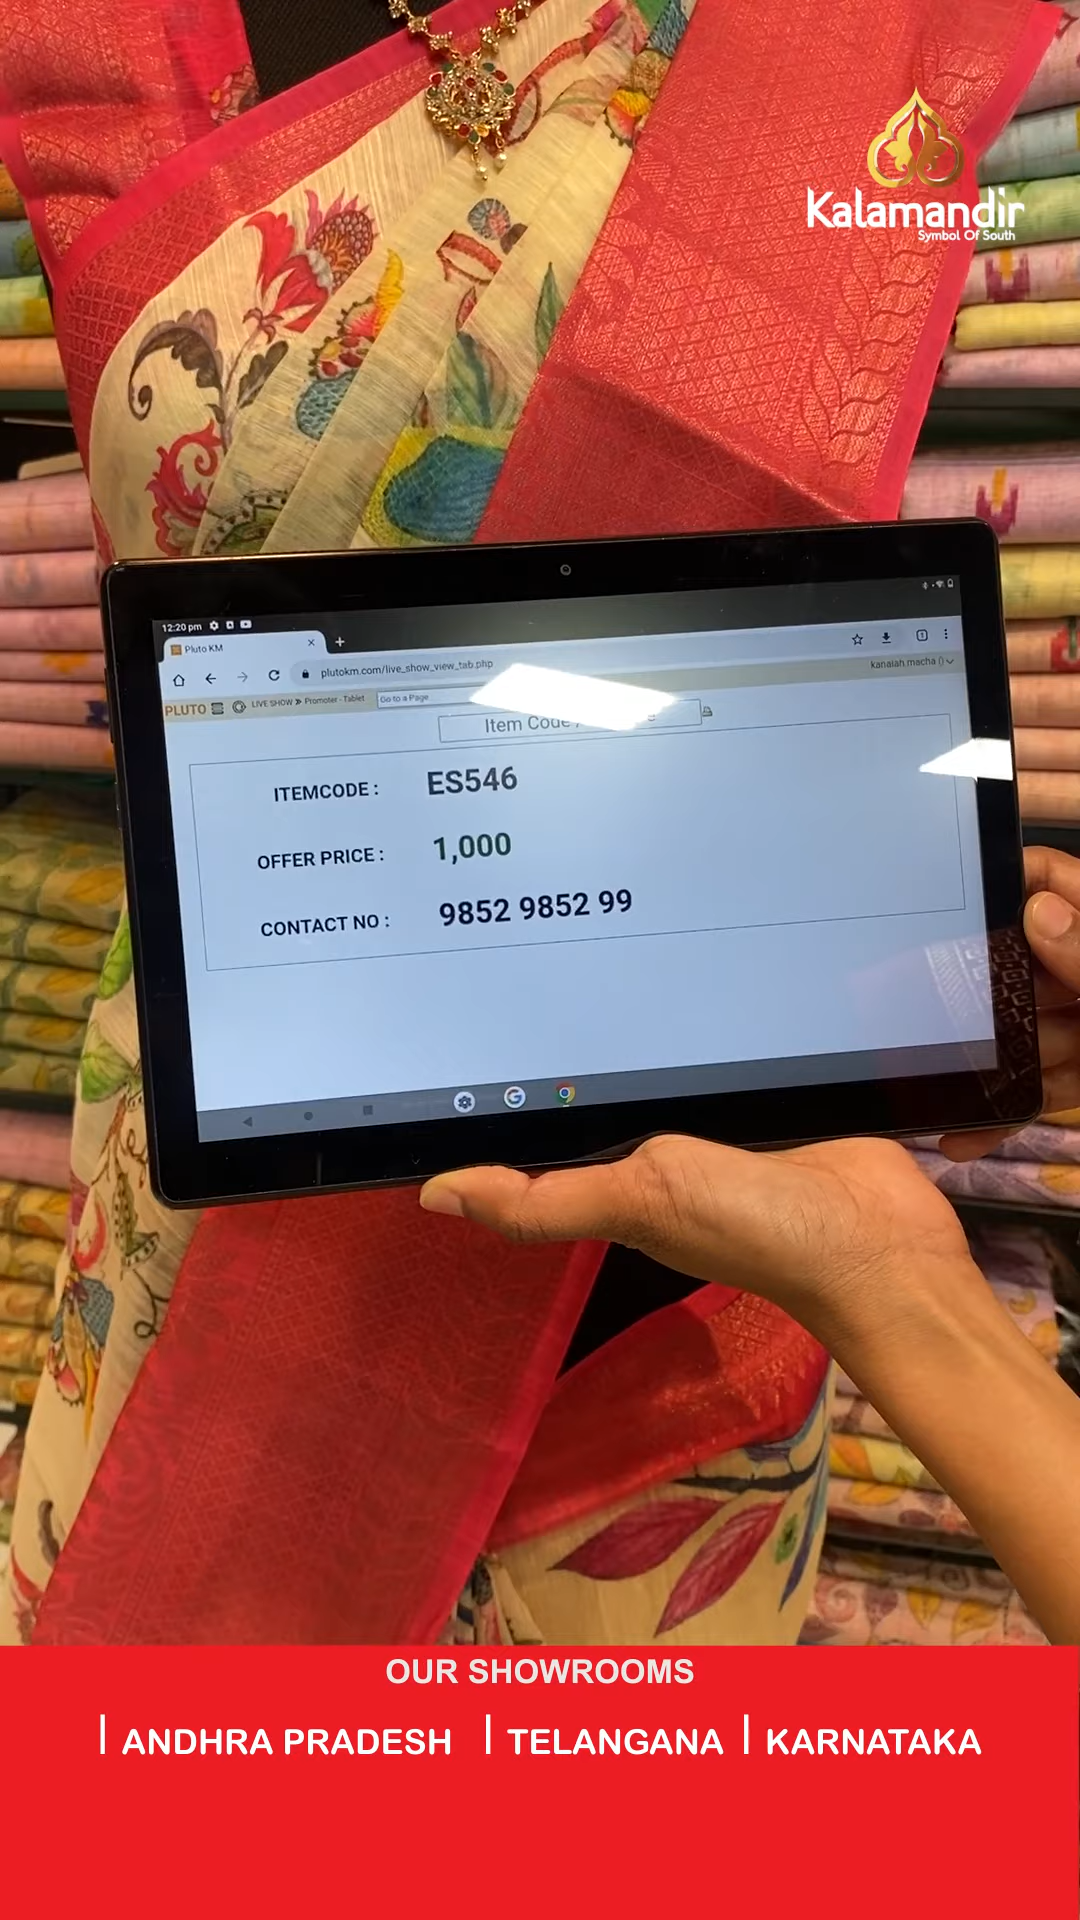 Kalamandir
Symbol Of South
12:20 pm
Pluto KM
plutokm.com/live_show_view_tab.php
kanaiah.macha ()
PLUTO
LIVE SHOW
Promoter - Tablet
Go to a Page
Item Code
ITEMCODE : ES546
OFFER PRICE : 1,000
CONTACT NO : 9852 9852 99
OUR SHOWROOMS
| ANDHRA PRADESH | TELANGANA | KARNATAKA